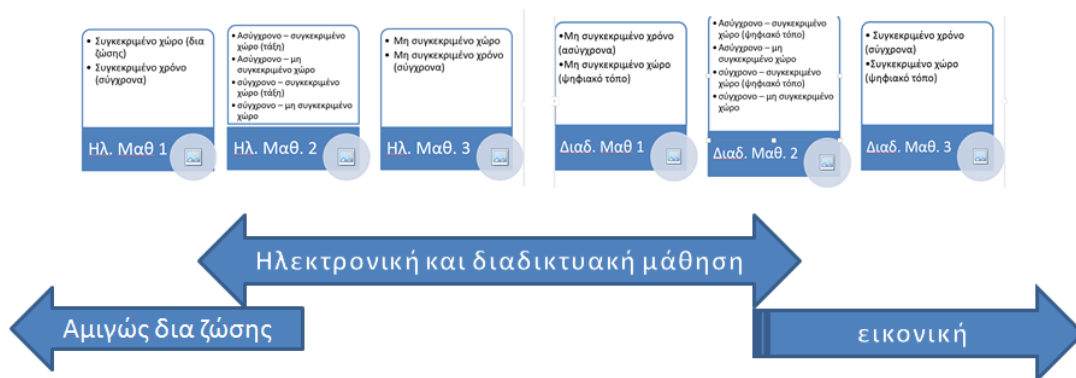 • Συγκεκριμένο χώρο (δια
ζώσης)
• Συγκεκριμένο χρόνο
(σύγχρονα)
Ηλ. Μαθ 1
• Ασύγχρονο – συγκεκριμένο
χώρο (τάξη)
• Ασύγχρονο – μη
συγκεκριμένο χώρο
• σύγχρονο – συγκεκριμένο
χώρο (τάξη)
• σύγχρονο – μη συγκεκριμένο
χώρο
Ηλ. Μαθ. 2
• Μη συγκεκριμένο χώρο
• Μη συγκεκριμένο χρόνο
(σύγχρονα)
Ηλ. Μαθ. 3
•Μη συγκεκριμένο χρόνο
(ασύγχρονα)
•Μη συγκεκριμένο χώρο
(ψηφιακό τόπο)
Διαδ. Μαθ 1
• Ασύγχρονο – συγκεκριμένο
χώρο (ψηφιακό τόπο)
• Ασύγχρονο – μη
συγκεκριμένο χώρο
• σύγχρονο – συγκεκριμένο
χώρο (ψηφιακό τόπο)
• σύγχρονο – μη συγκεκριμένο
χώρο
Διαδ. Μαθ. 2
• Συγκεκριμένο χρόνο
(σύγχρονο)
•Συγκεκριμένο χώρο
(ψηφιακό τόπο)
Διαδ. Μαθ. 3
Ηλεκτρονική και διαδικτυακή μάθηση
Αμιγώς δια ζώσης
εικονική